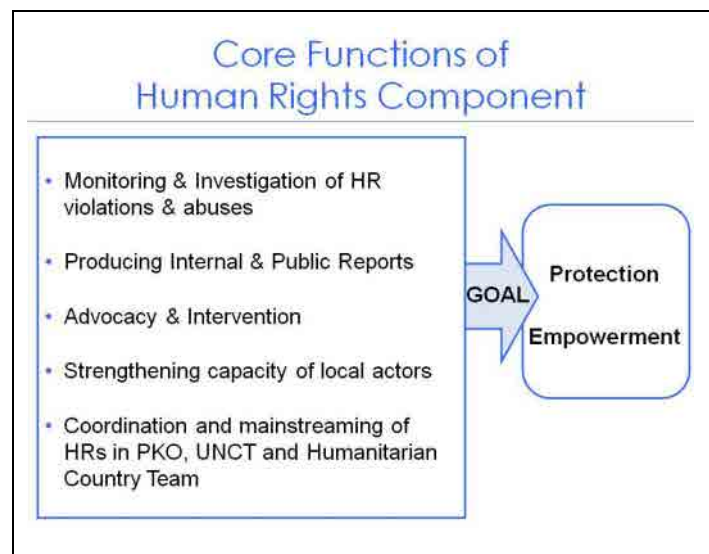 Core Functions of
Human Rights Component
• Monitoring & Investigation of HR
violations & abuses
• Producing Internal & Public Reports
• Advocacy & Intervention
• Strengthening capacity of local actors
• Coordination and mainstreaming of
HRs in PKO, UNCT and Humanitarian
Country Team
GOAL
Protection
Empowerment